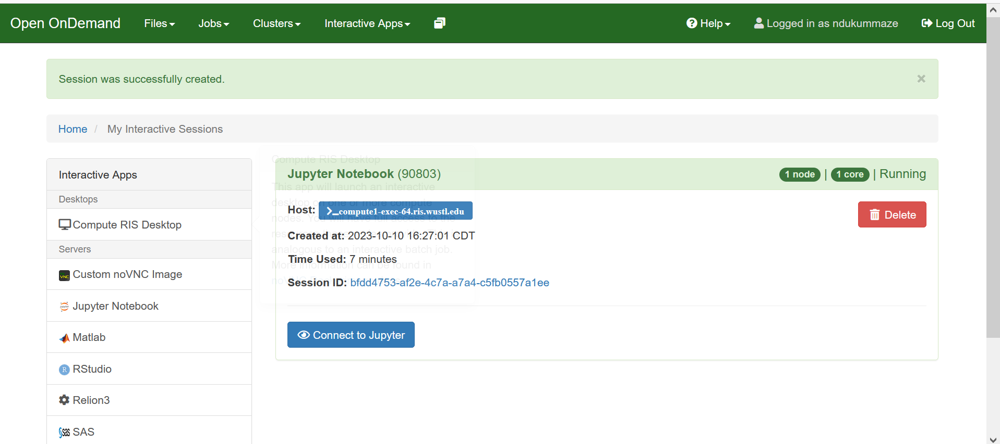 Open OnDemand Files Jobs Clusters Interactive Apps Help Logged in as ndukummaze Log Out
Session was successfully created. ×
Home / My Interactive Sessions
Interactive Apps
Desktops
Compute RIS Desktop
Servers
Custom noVNC Image
Jupyter Notebook
Matlab
RStudio
Relion3
SAS
Compute RIS Desktop
This app will launch an interactive
desktop on one or more compute
nodes. You will have full access to the
analogous to an interactive batch job.
More information can be found in
Jupyter Notebook (90803) 1 node | 1 core | Running
Host: >_compute1-exec-64.ris.wustl.edu
Delete
Created at: 2023-10-10 16:27:01 CDT
Time Used: 7 minutes
Session ID: bfdd4753-af2e-4c7a-a7a4-c5fb0557a1ee
Connect to Jupyter